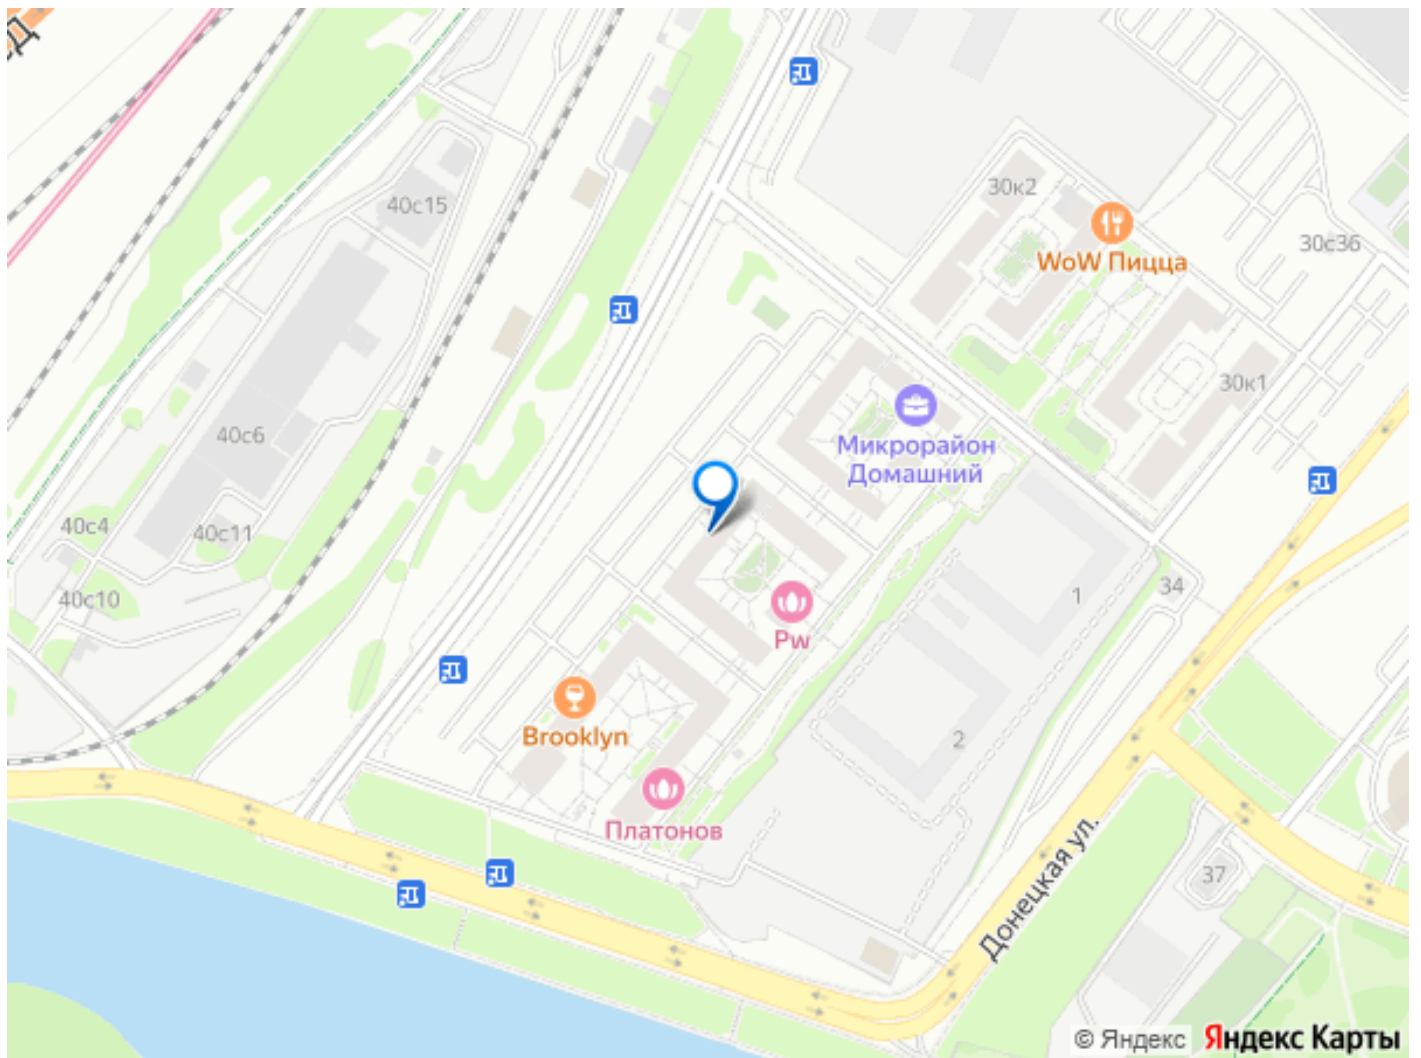 40с15
30к2
WoW Пицца
30с36
30к1
Микрорайон
Домашний
40с6
40с4
40с11
40с10
1
34
Pw
Brooklyn
2
Платонов
Донецкая ул.
37
© Яндекс
Яндекс Карты